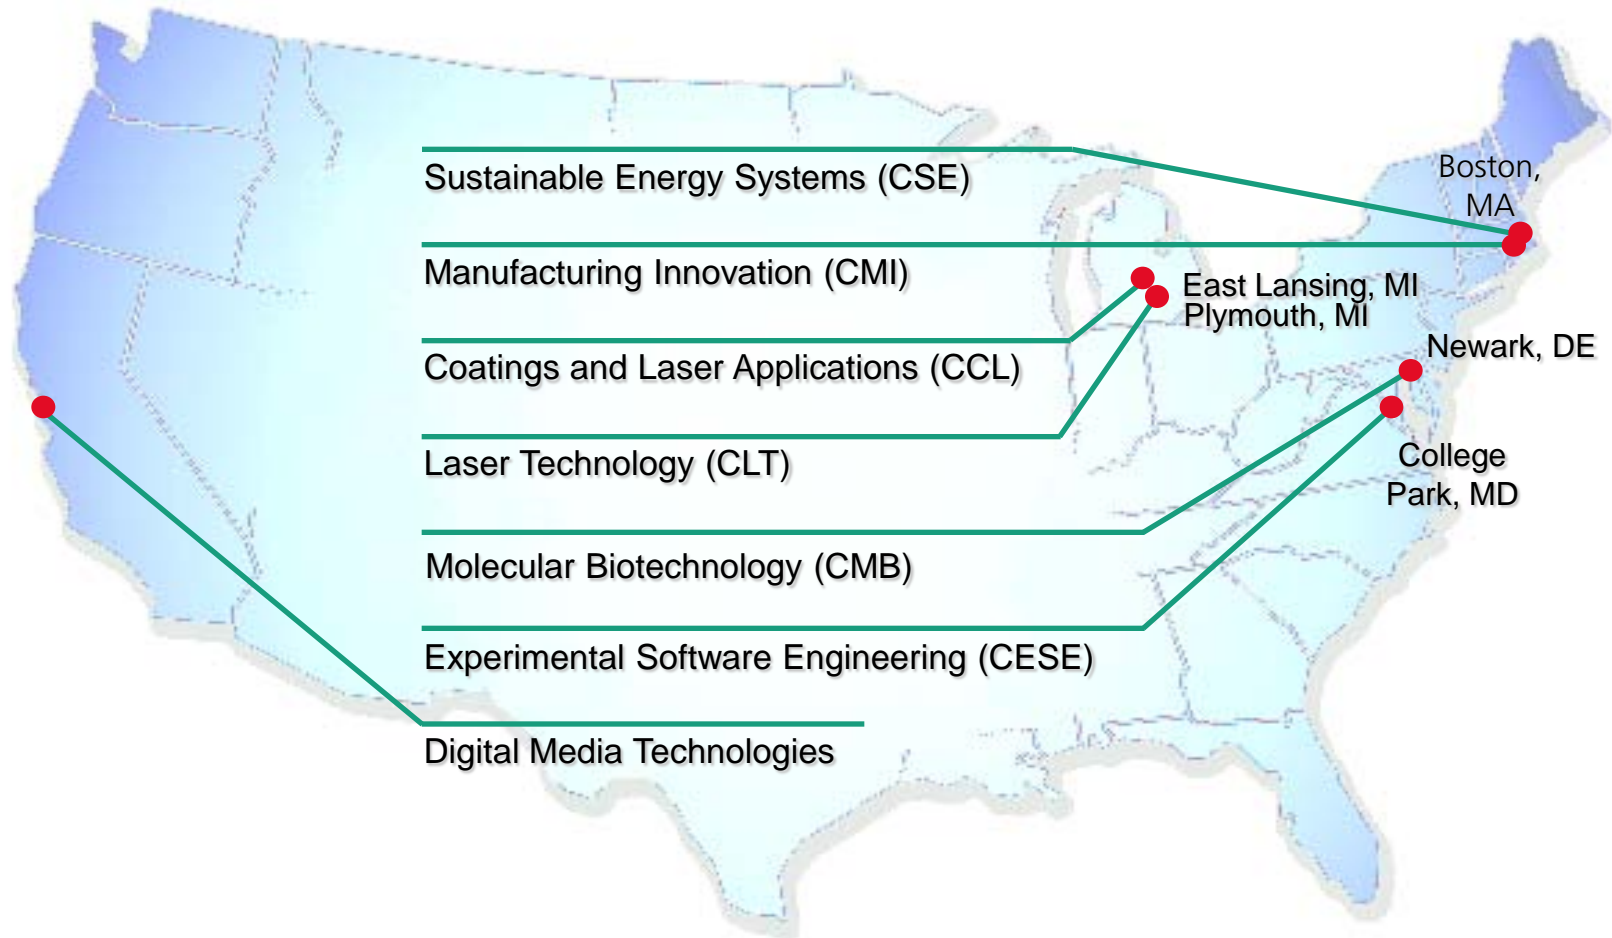 Sustainable Energy Systems (CSE)
Boston,
MA
Manufacturing Innovation (CMI)
East Lansing, MI
Plymouth, MI
Coatings and Laser Applications (CCL)
Newark, DE
Laser Technology (CLT)
College
Park, MD
Molecular Biotechnology (CMB)
Experimental Software Engineering (CESE)
Digital Media Technologies